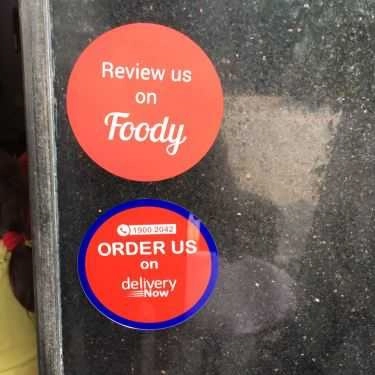 Review us
on
Foody
1900 2042
ORDER US
on
delivery
Now